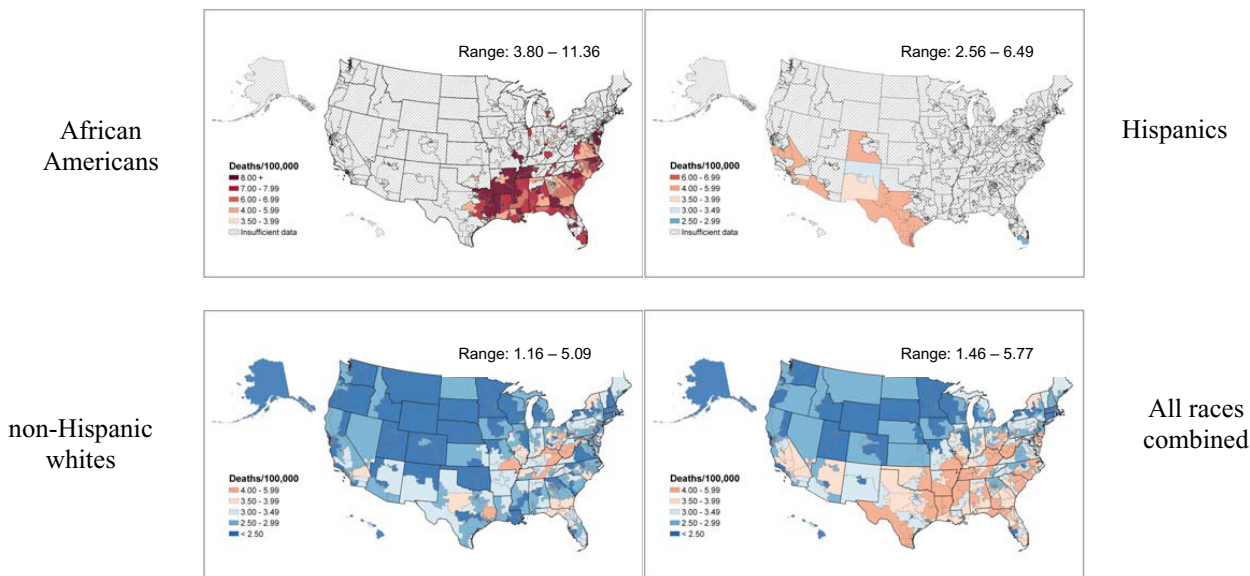 Range: 3.80 – 11.36
African
Americans
Deaths/100,000
8.00 +
7.00 - 7.99
6.00 - 6.99
4.00 - 5.99
3.50 - 3.99
Insufficient data
Range: 2.56 – 6.49
Hispanics
Deaths/100,000
6.00 - 6.99
4.00 - 5.99
3.50 - 3.99
3.00 - 3.49
2.50 - 2.99
Insufficient data
Range: 1.16 – 5.09
non-Hispanic
whites
Deaths/100,000
4.00 - 5.99
3.50 - 3.99
3.00 - 3.49
2.50 - 2.99
< 2.50
Range: 1.46 – 5.77
All races
combined
Deaths/100,000
4.00 - 5.99
3.50 - 3.99
3.00 - 3.49
2.50 - 2.99
< 2.50